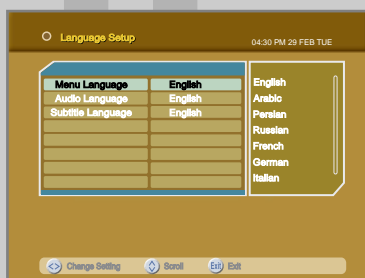 Language Setup
04:30 PM 29 FEB TUE
Menu Language English
Audio Language English
Subtitle Language English
English
Arabic
Persian
Russian
French
German
Italian
<> Change Setting Scroll Exit Exit